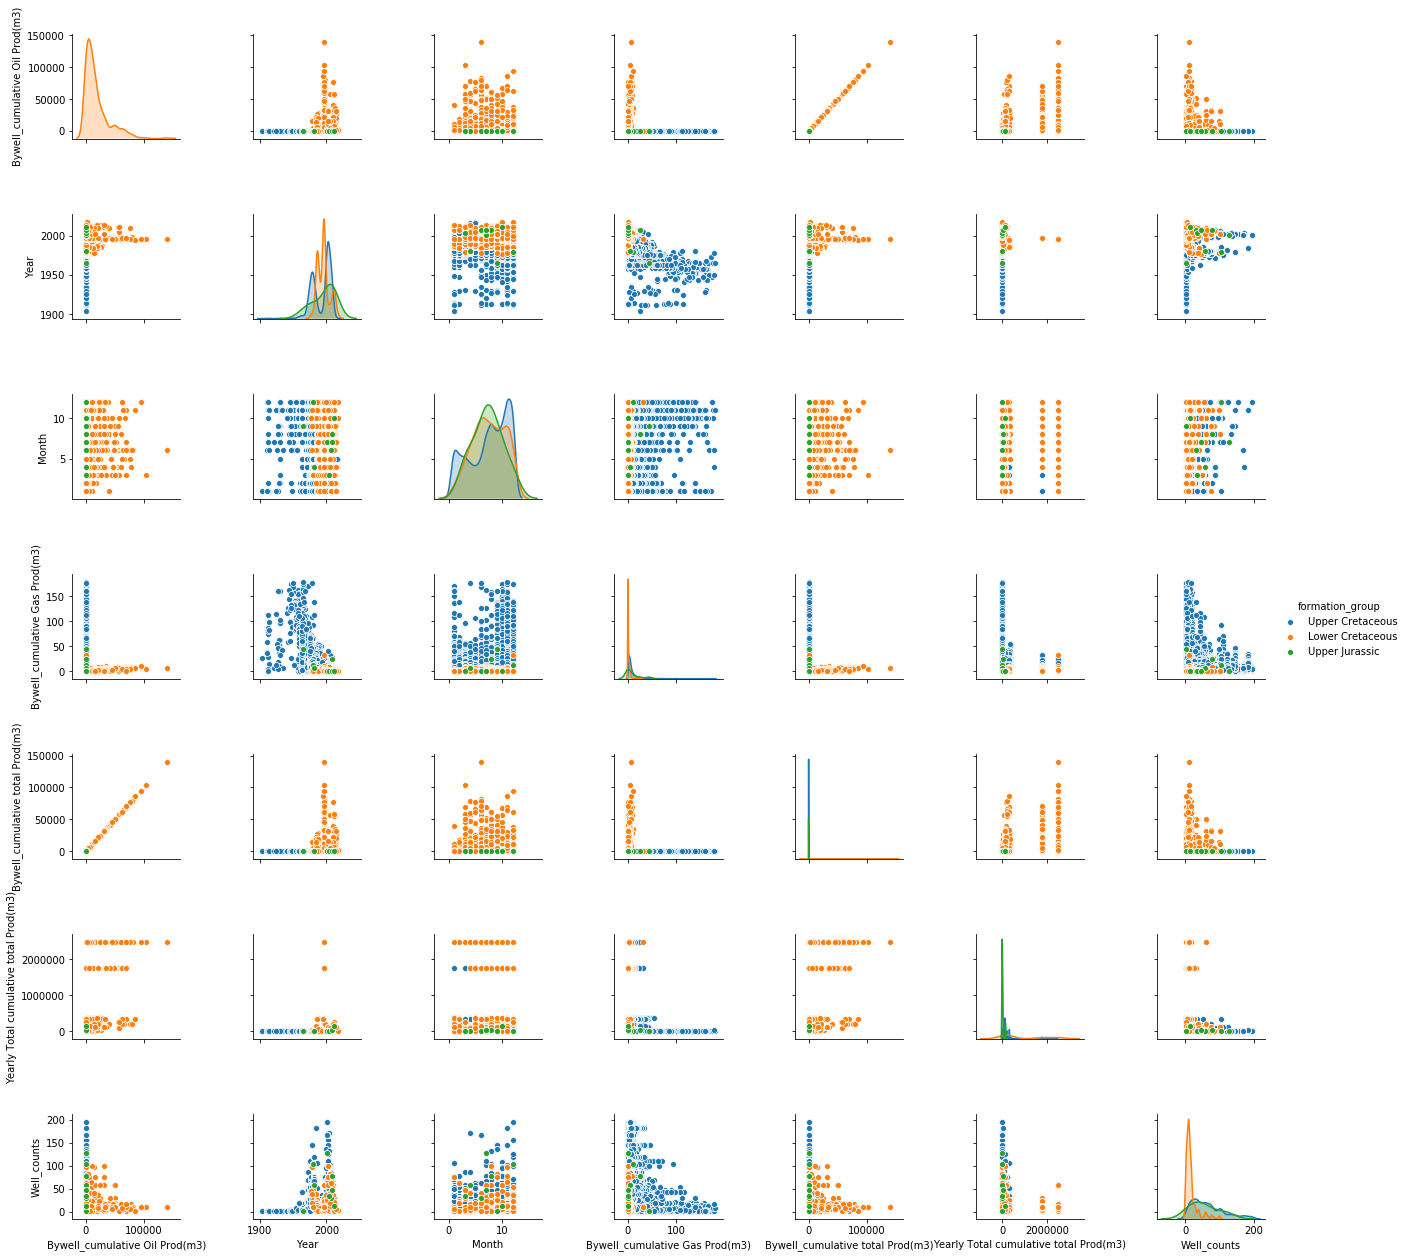 Bywell_cumulative Oil Prod(m3)
150000
100000
50000
0
Year
2000
1950
1900
Month
10
5
Bywell_cumulative Gas Prod(m3)
150
100
50
0
formation_group
Upper Cretaceous
Lower Cretaceous
Upper Jurassic
Bywell_cumulative total Prod(m3)
150000
100000
50000
0
Yearly Total cumulative total Prod(m3)
2000000
1000000
0
Well_counts
200
150
100
50
0
0 100000 1900 2000 0 10 0 100 0 100000 0 2000000 0 200
Bywell_cumulative Oil Prod(m3) Year Month Bywell_cumulative Gas Prod(m3) Bywell_cumulative total Prod(m3) Yearly Total cumulative total Prod(m3) Well_counts